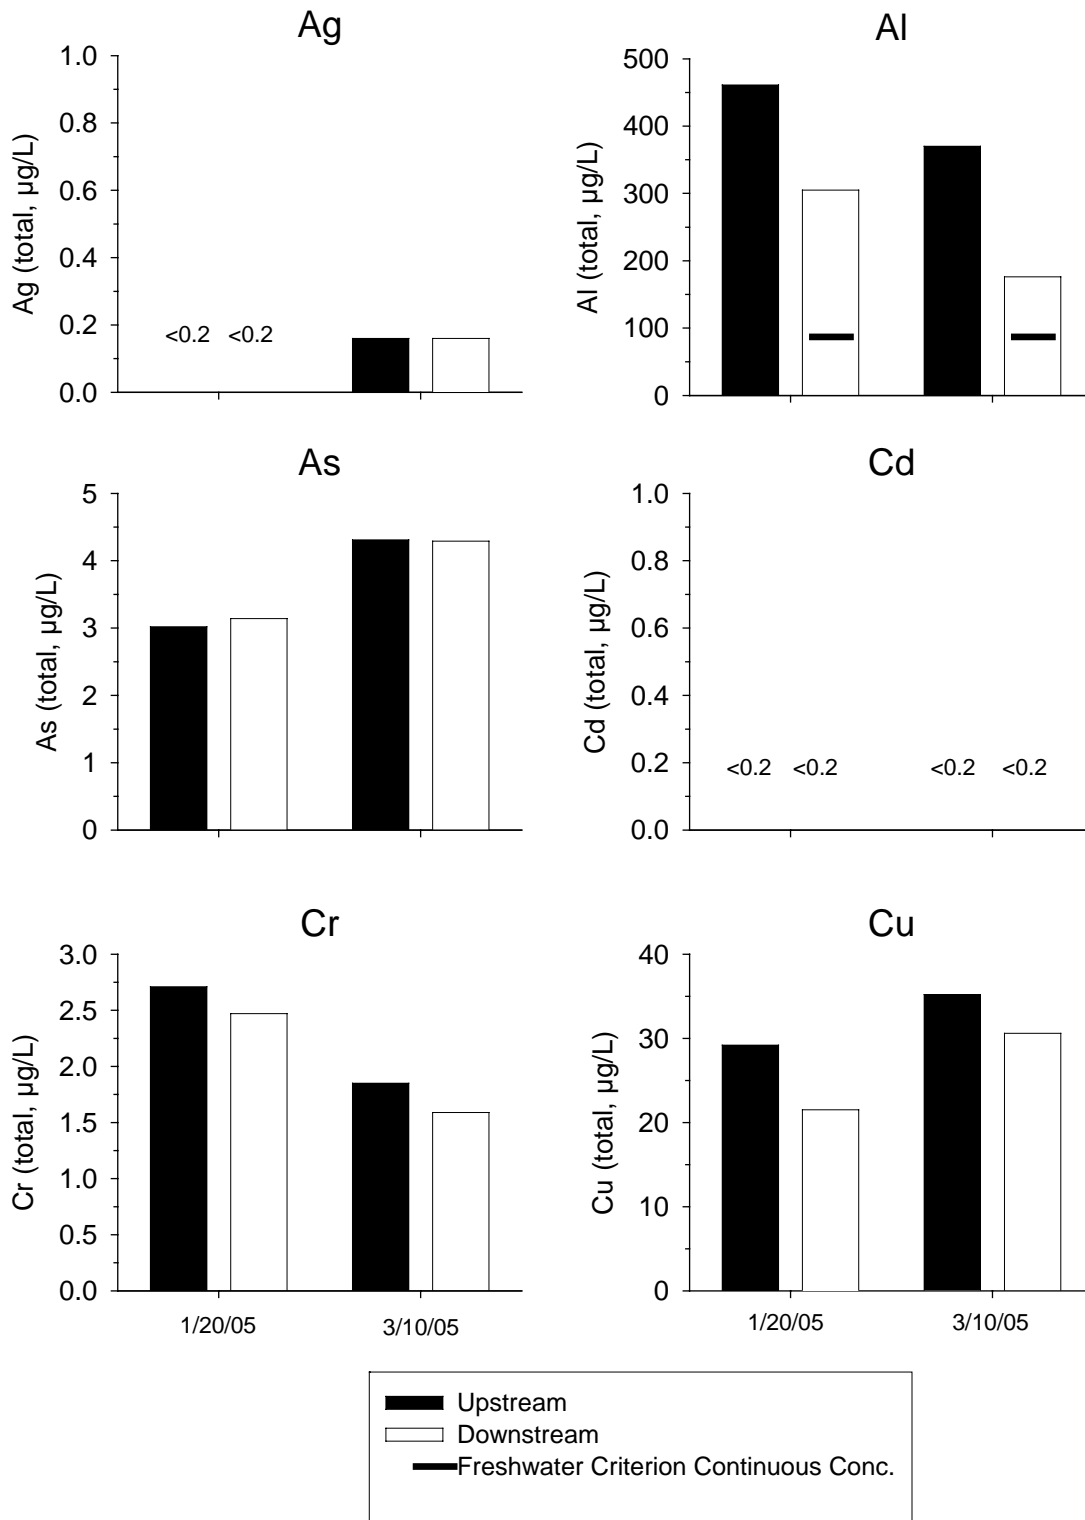 Ag
Ag (total, µg/L)
1.0
0.8
0.6
0.4
0.2
0.0
<0.2 <0.2
Al
Al (total, µg/L)
500
400
300
200
100
0
As
As (total, µg/L)
5
4
3
2
1
0
Cd
Cd (total, µg/L)
1.0
0.8
0.6
0.4
0.2
0.0
<0.2 <0.2 <0.2 <0.2
Cr
Cr (total, µg/L)
3.0
2.5
2.0
1.5
1.0
0.5
0.0
1/20/05 3/10/05
Cu
Cu (total, µg/L)
40
30
20
10
0
1/20/05 3/10/05
Upstream
Downstream
Freshwater Criterion Continuous Conc.